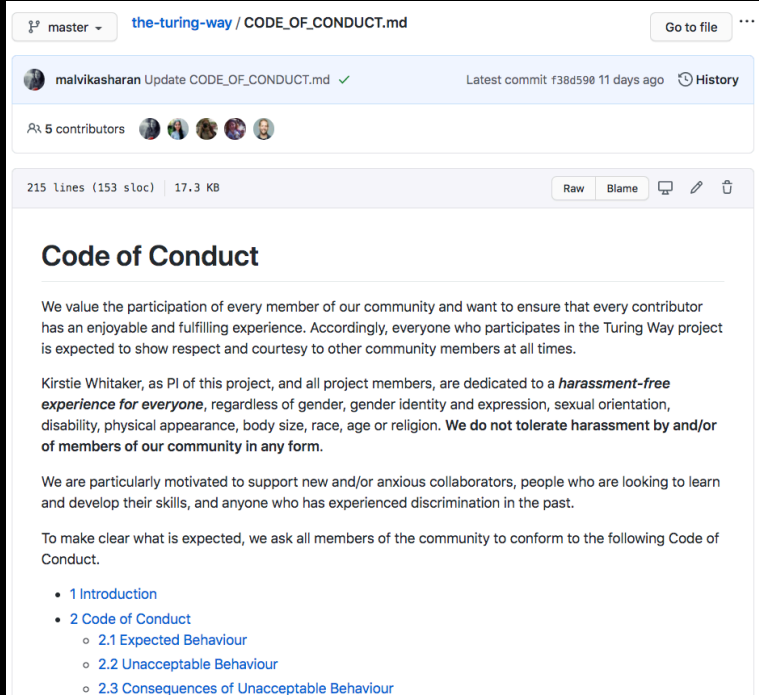 master
the-turing-way / CODE_OF_CONDUCT.md
Go to file
...
malvikasharan Update CODE_OF_CONDUCT.md
Latest commit f38d590 11 days ago
History
5 contributors
215 lines (153 sloc) | 17.3 KB
Raw
Blame
Code of Conduct
We value the participation of every member of our community and want to ensure that every contributor
has an enjoyable and fulfilling experience. Accordingly, everyone who participates in the Turing Way project
is expected to show respect and courtesy to other community members at all times.
Kirstie Whitaker, as PI of this project, and all project members, are dedicated to a harassment-free
experience for everyone, regardless of gender, gender identity and expression, sexual orientation,
disability, physical appearance, body size, race, age or religion. We do not tolerate harassment by and/or
of members of our community in any form.
We are particularly motivated to support new and/or anxious collaborators, people who are looking to learn
and develop their skills, and anyone who has experienced discrimination in the past.
To make clear what is expected, we ask all members of the community to conform to the following Code of
Conduct.
• 1 Introduction
• 2 Code of Conduct
◦ 2.1 Expected Behaviour
◦ 2.2 Unacceptable Behaviour
◦ 2.3 Consequences of Unacceptable Behaviour